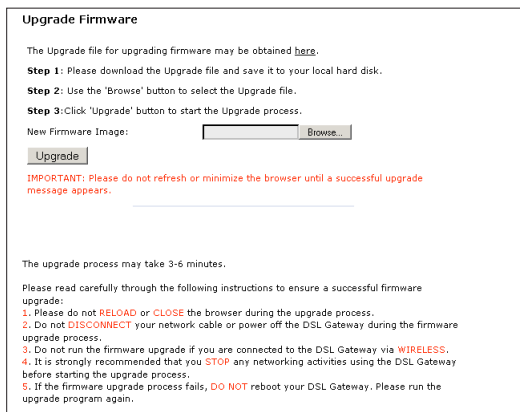 Upgrade Firmware
The Upgrade file for upgrading firmware may be obtained here.
Step 1: Please download the Upgrade file and save it to your local hard disk.
Step 2: Use the 'Browse' button to select the Upgrade file.
Step 3:Click 'Upgrade' button to start the Upgrade process.
New Firmware Image: Browse...
Upgrade
IMPORTANT: Please do not refresh or minimize the browser until a successful upgrade
message appears.
The upgrade process may take 3-6 minutes.
Please read carefully through the following instructions to ensure a successful firmware
upgrade:
1. Please do not RELOAD or CLOSE the browser during the upgrade process.
2. Do not DISCONNECT your network cable or power off the DSL Gateway during the firmware
upgrade process.
3. Do not run the firmware upgrade if you are connected to the DSL Gateway via WIRELESS.
4. It is strongly recommended that you STOP any networking activities using the DSL Gateway
before starting the upgrade process.
5. If the firmware upgrade process fails, DO NOT reboot your DSL Gateway. Please run the
upgrade program again.